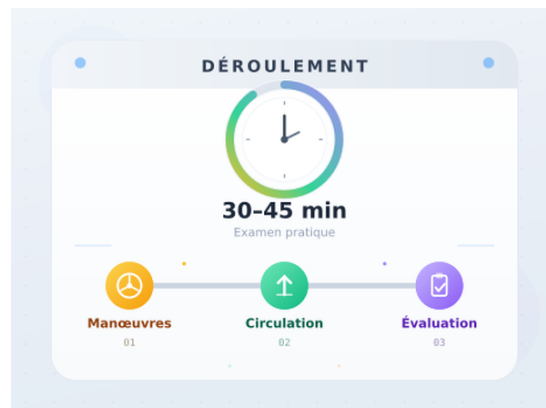 DÉROULEMENT
30–45 min
Examen pratique
Manœuvres
Circulation
Évaluation
01
02
03